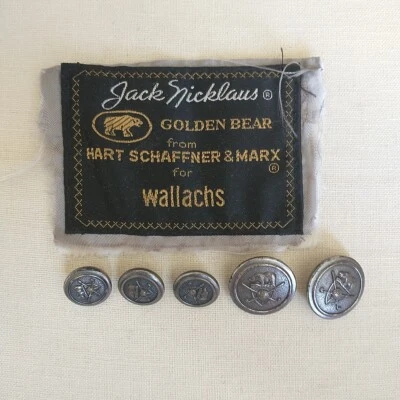 Jack Nicklaus ®
GOLDEN BEAR
from
HART SCHAFFNER & MARX ®
for
wallachs